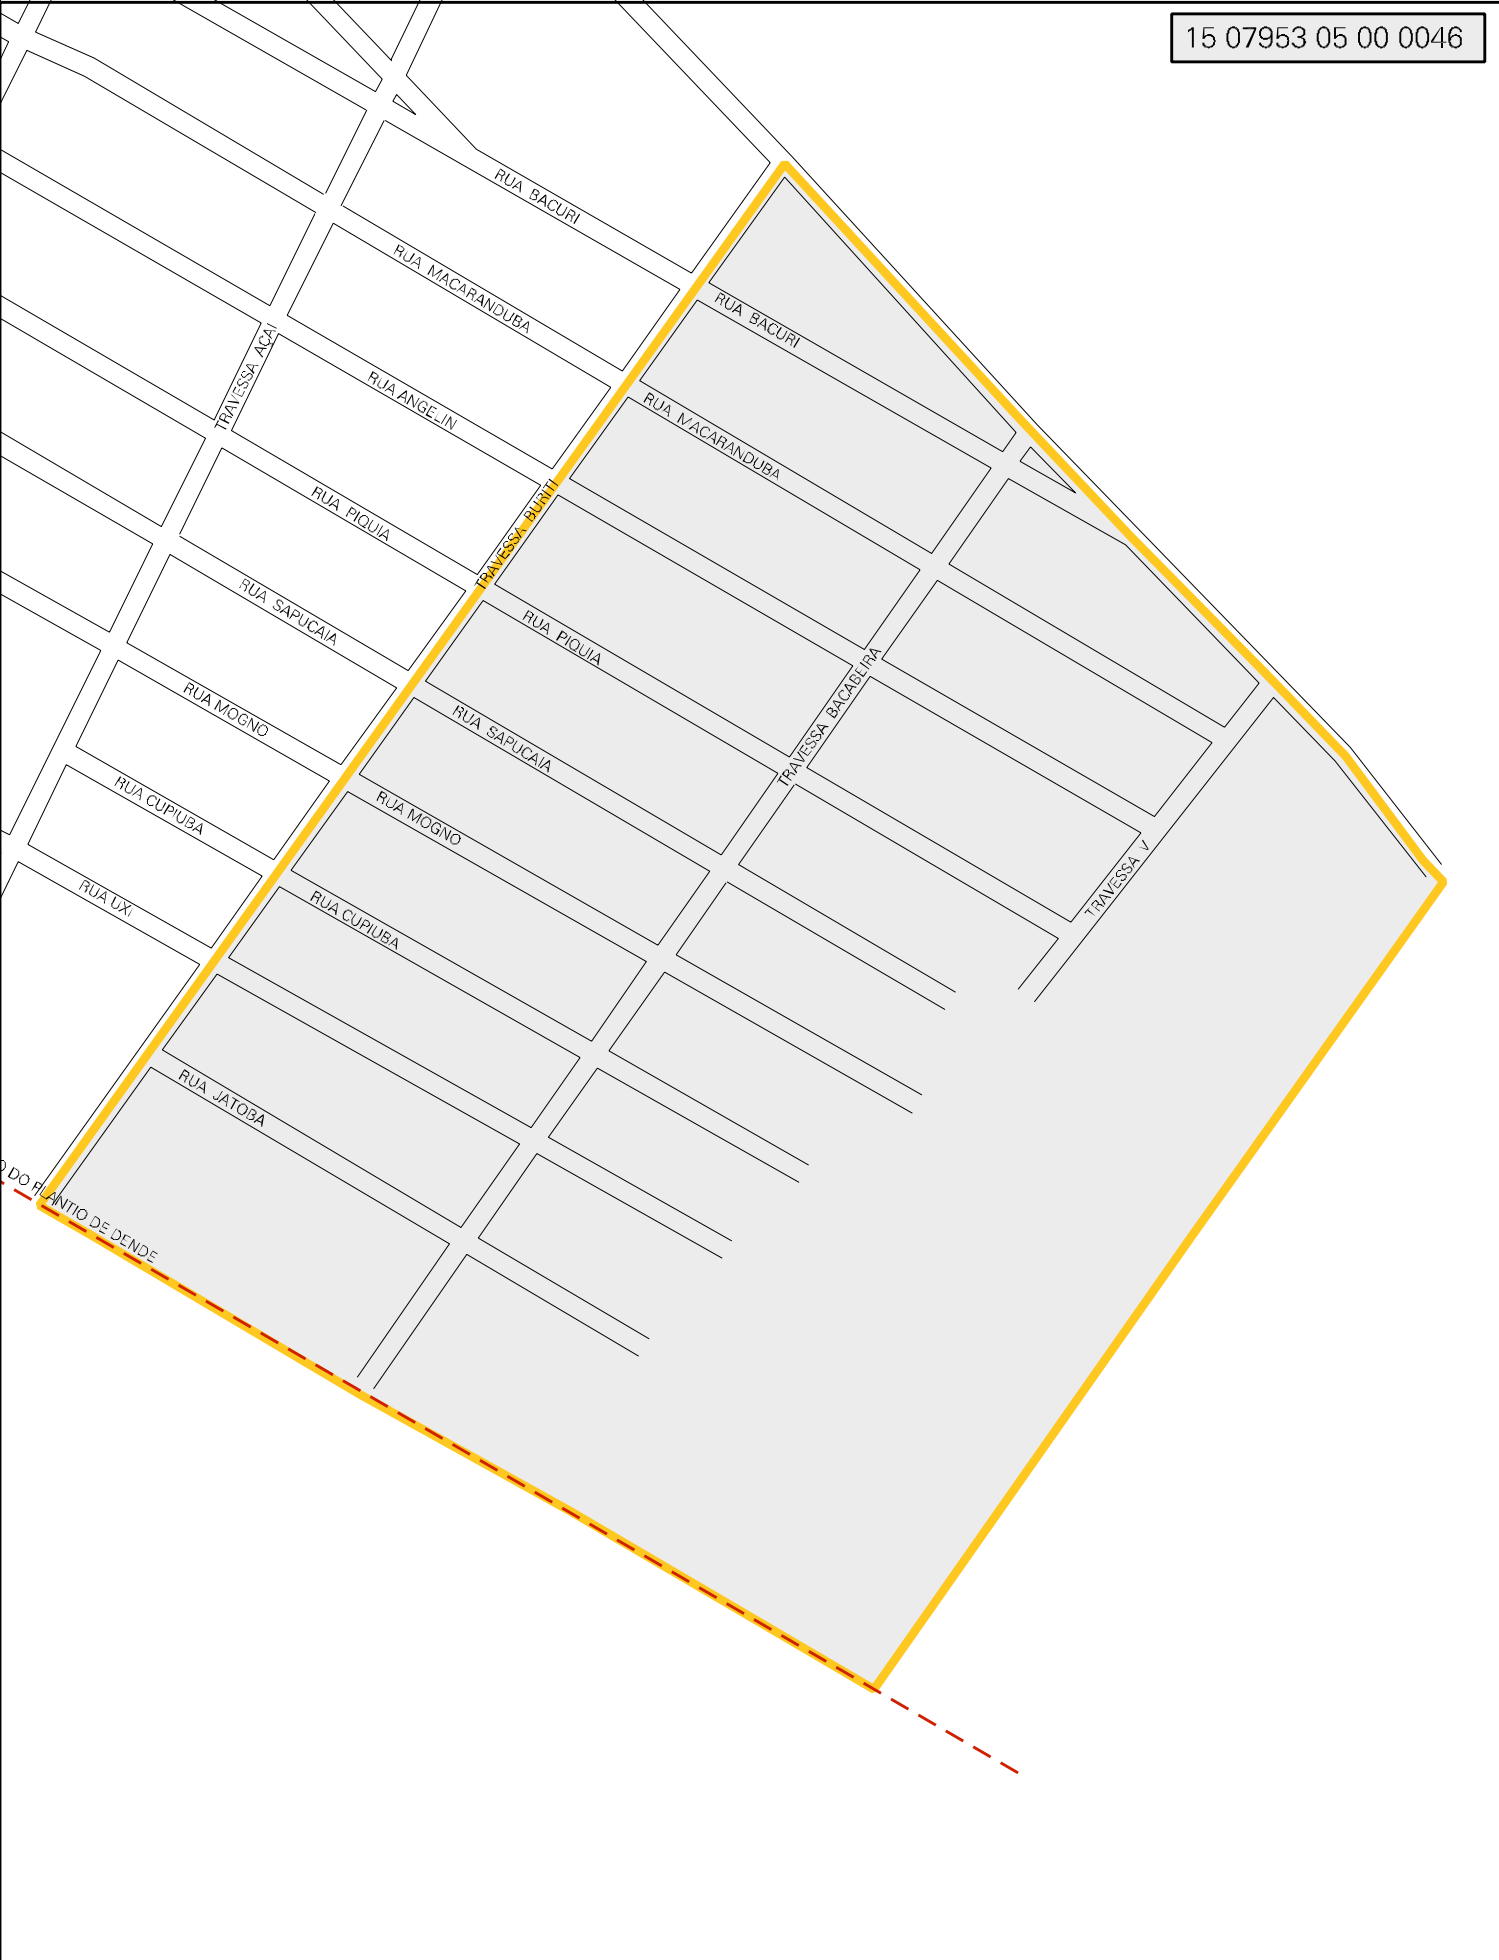 15 07953 05 00 0046
RUA BACURI
RUA MACARANDUBA
RUA BACURI
TRAVESSA AÇAI
RUA ANGELIN
RUA MACARANDUBA
RUA PIQUIA
TRAVESSA BURITI
RUA SAPUCAIA
RUA PIQUIA
TRAVESSA BACABEIRA
RUA MOGNO
RUA SAPUCAIA
RUA CUPIUBA
RUA MOGNO
TRAVESSA V
RUA UXI
RUA CUPIUBA
RUA JATOBA
O DO PLANTIO DE DENDE